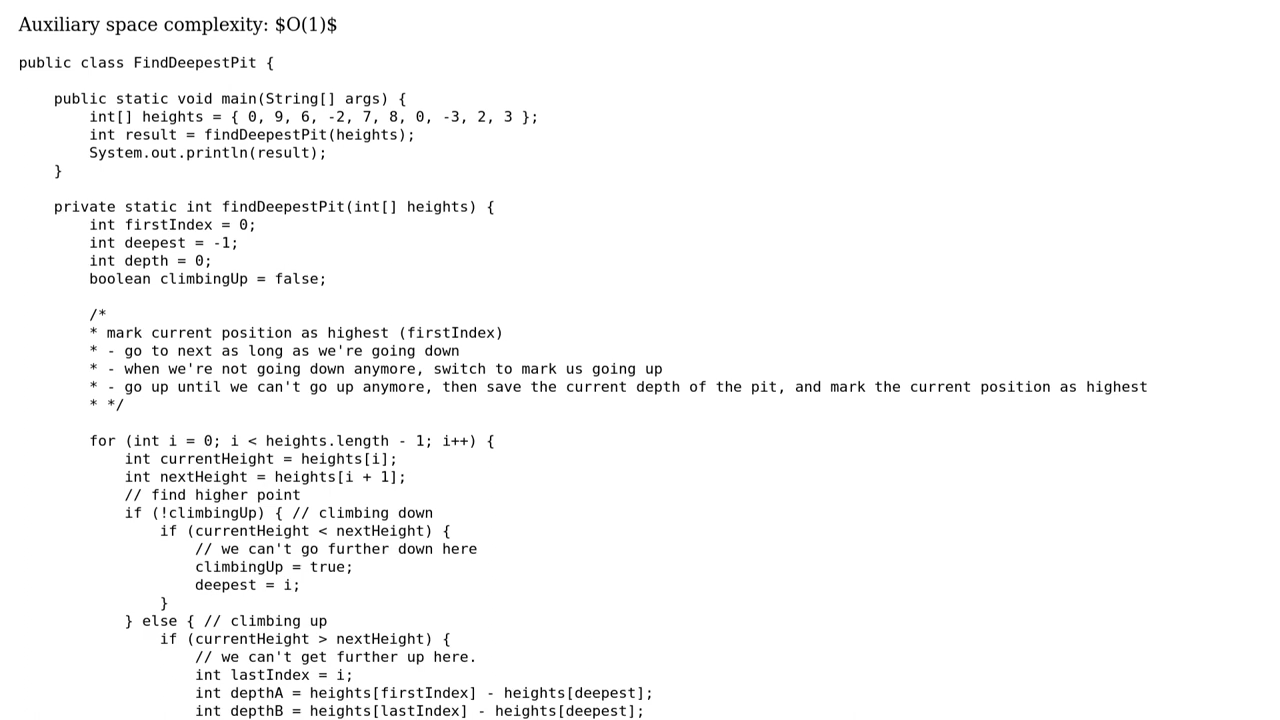 Auxiliary space complexity: $O(1)$
public class FindDeepestPit {
    public static void main(String[] args) {
        int[] heights = { 0, 9, 6, -2, 7, 8, 0, -3, 2, 3 };
        int result = findDeepestPit(heights);
        System.out.println(result);
    }
    private static int findDeepestPit(int[] heights) {
        int firstIndex = 0;
        int deepest = -1;
        int depth = 0;
        boolean climbingUp = false;
        /*
        * mark current position as highest (firstIndex)
        * - go to next as long as we're going down
        * - when we're not going down anymore, switch to mark us going up
        * - go up until we can't go up anymore, then save the current depth of the pit, and mark the current position as highest
        * */
        for (int i = 0; i < heights.length - 1; i++) {
            int currentHeight = heights[i];
            int nextHeight = heights[i + 1];
            // find higher point
            if (!climbingUp) { // climbing down
                if (currentHeight < nextHeight) {
                    // we can't go further down here
                    climbingUp = true;
                    deepest = i;
                }
            } else { // climbing up
                if (currentHeight > nextHeight) {
                    // we can't get further up here.
                    int lastIndex = i;
                    int depthA = heights[firstIndex] - heights[deepest];
                    int depthB = heights[lastIndex] - heights[deepest];